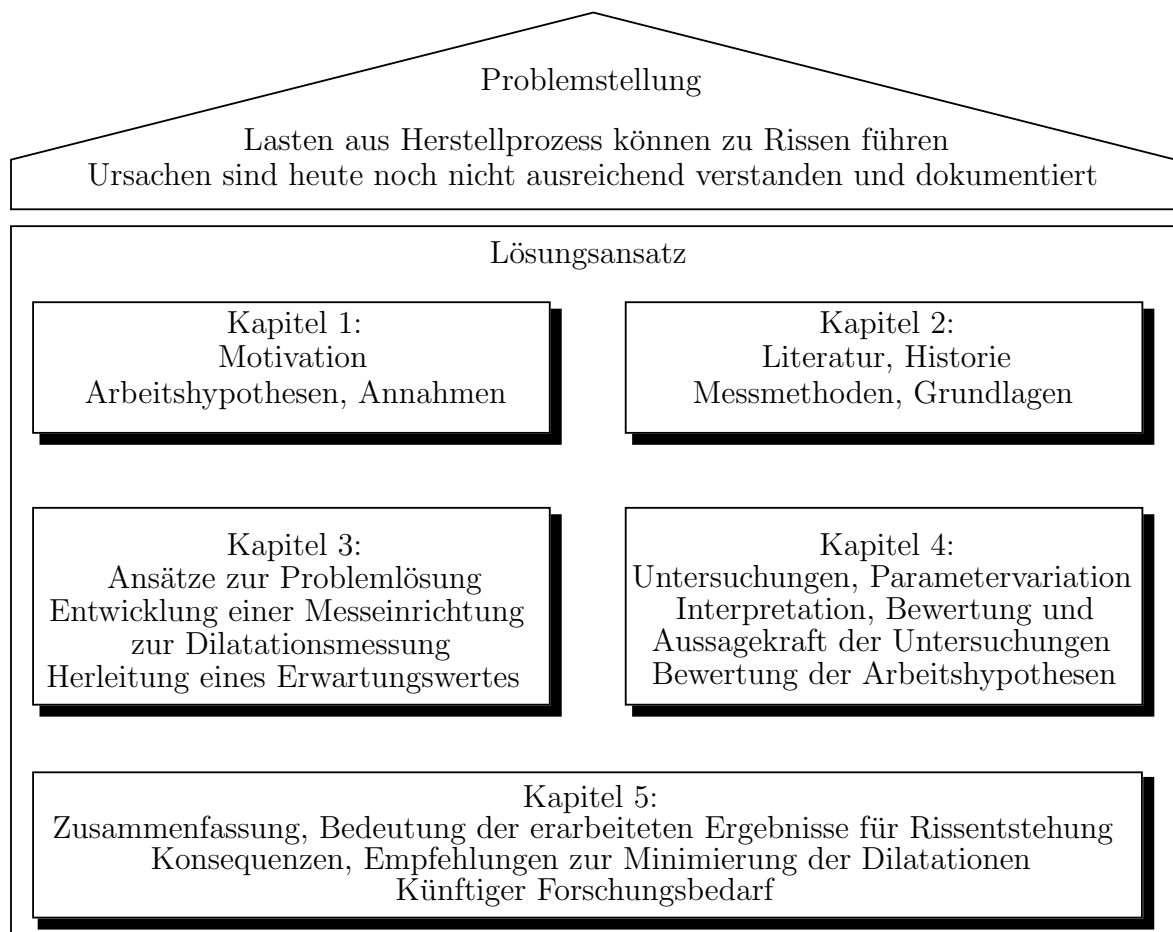 Problemstellung
Lasten aus Herstellprozess können zu Rissen führen
Ursachen sind heute noch nicht ausreichend verstanden und dokumentiert
Lösungsansatz
Kapitel 1:
Motivation
Arbeitshypothesen, Annahmen
Kapitel 2:
Literatur, Historie
Messmethoden, Grundlagen
Kapitel 3:
Ansätze zur Problemlösung
Entwicklung einer Messeinrichtung
zur Dilatationsmessung
Herleitung eines Erwartungswertes
Kapitel 4:
Untersuchungen, Parametervariation
Interpretation, Bewertung und
Aussagekraft der Untersuchungen
Bewertung der Arbeitshypothesen
Kapitel 5:
Zusammenfassung, Bedeutung der erarbeiteten Ergebnisse für Rissentstehung
Konsequenzen, Empfehlungen zur Minimierung der Dilatationen
Künftiger Forschungsbedarf